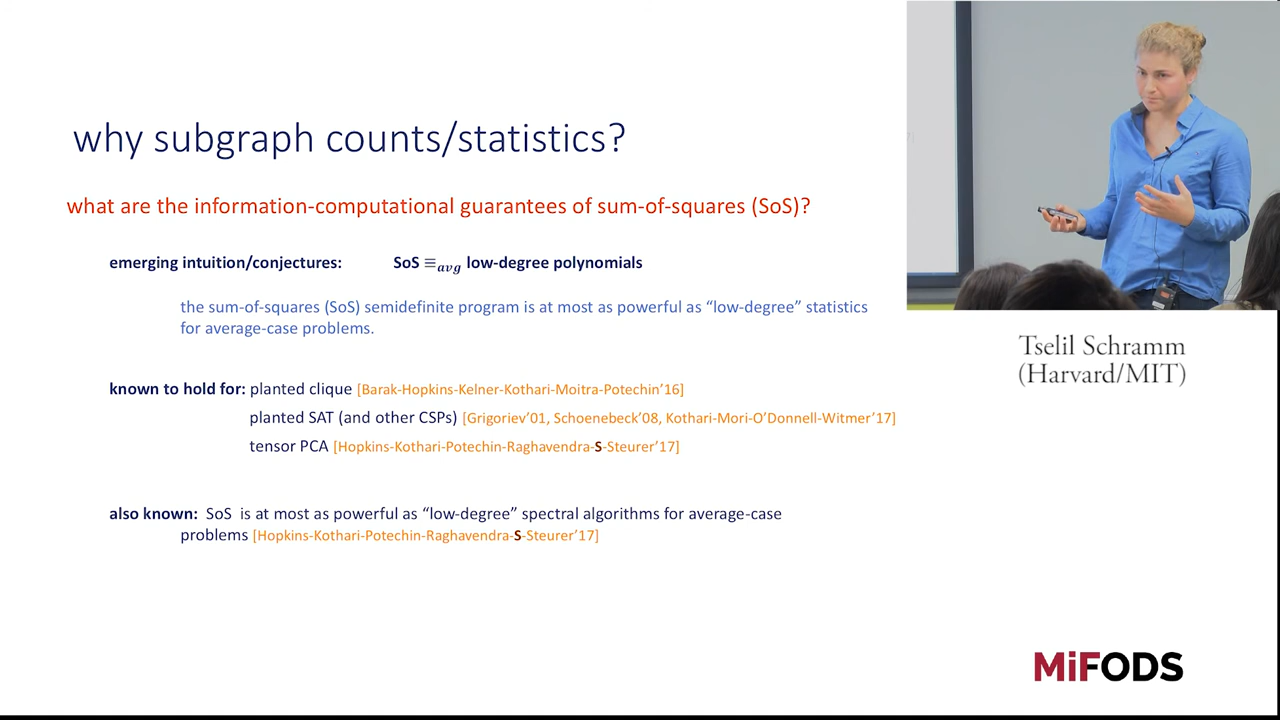 why subgraph counts/statistics?
what are the information-computational guarantees of sum-of-squares (SoS)?
emerging intuition/conjectures: SoS ≡avg low-degree polynomials
the sum-of-squares (SoS) semidefinite program is at most as powerful as “low-degree” statistics
for average-case problems.
known to hold for: planted clique [Barak-Hopkins-Kelner-Kothari-Moitra-Potechin’16]
planted SAT (and other CSPs) [Grigoriev’01, Schoenebeck’08, Kothari-Mori-O’Donnell-Witmer’17]
tensor PCA [Hopkins-Kothari-Potechin-Raghavendra-S-Steurer’17]
also known: SoS is at most as powerful as “low-degree” spectral algorithms for average-case
problems [Hopkins-Kothari-Potechin-Raghavendra-S-Steurer’17]
Tselil Schramm
(Harvard/MIT)
MiFODS